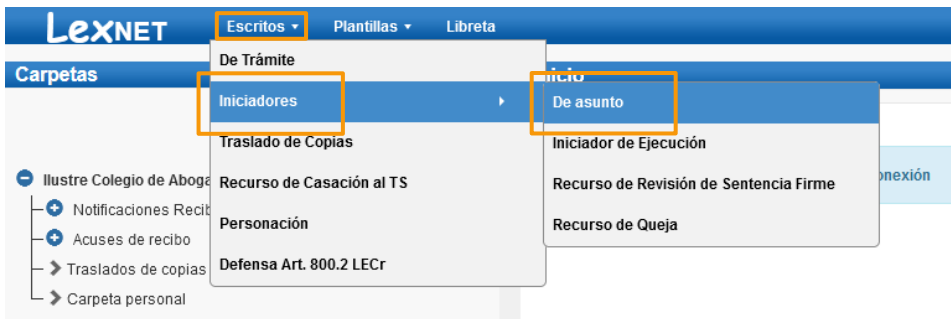 LEXNET Escritos Plantillas Libreta
Carpetas
De Trámite
Iniciadores
Traslado de Copias
Recurso de Casación al TS
Personación
Defensa Art. 800.2 LECr
De asunto
Iniciador de Ejecución
Recurso de Revisión de Sentencia Firme
Recurso de Queja
Ilustre Colegio de Aboga
Notificaciones Recib
Acuses de recibo
Traslados de copias
Carpeta personal
icio
onexión